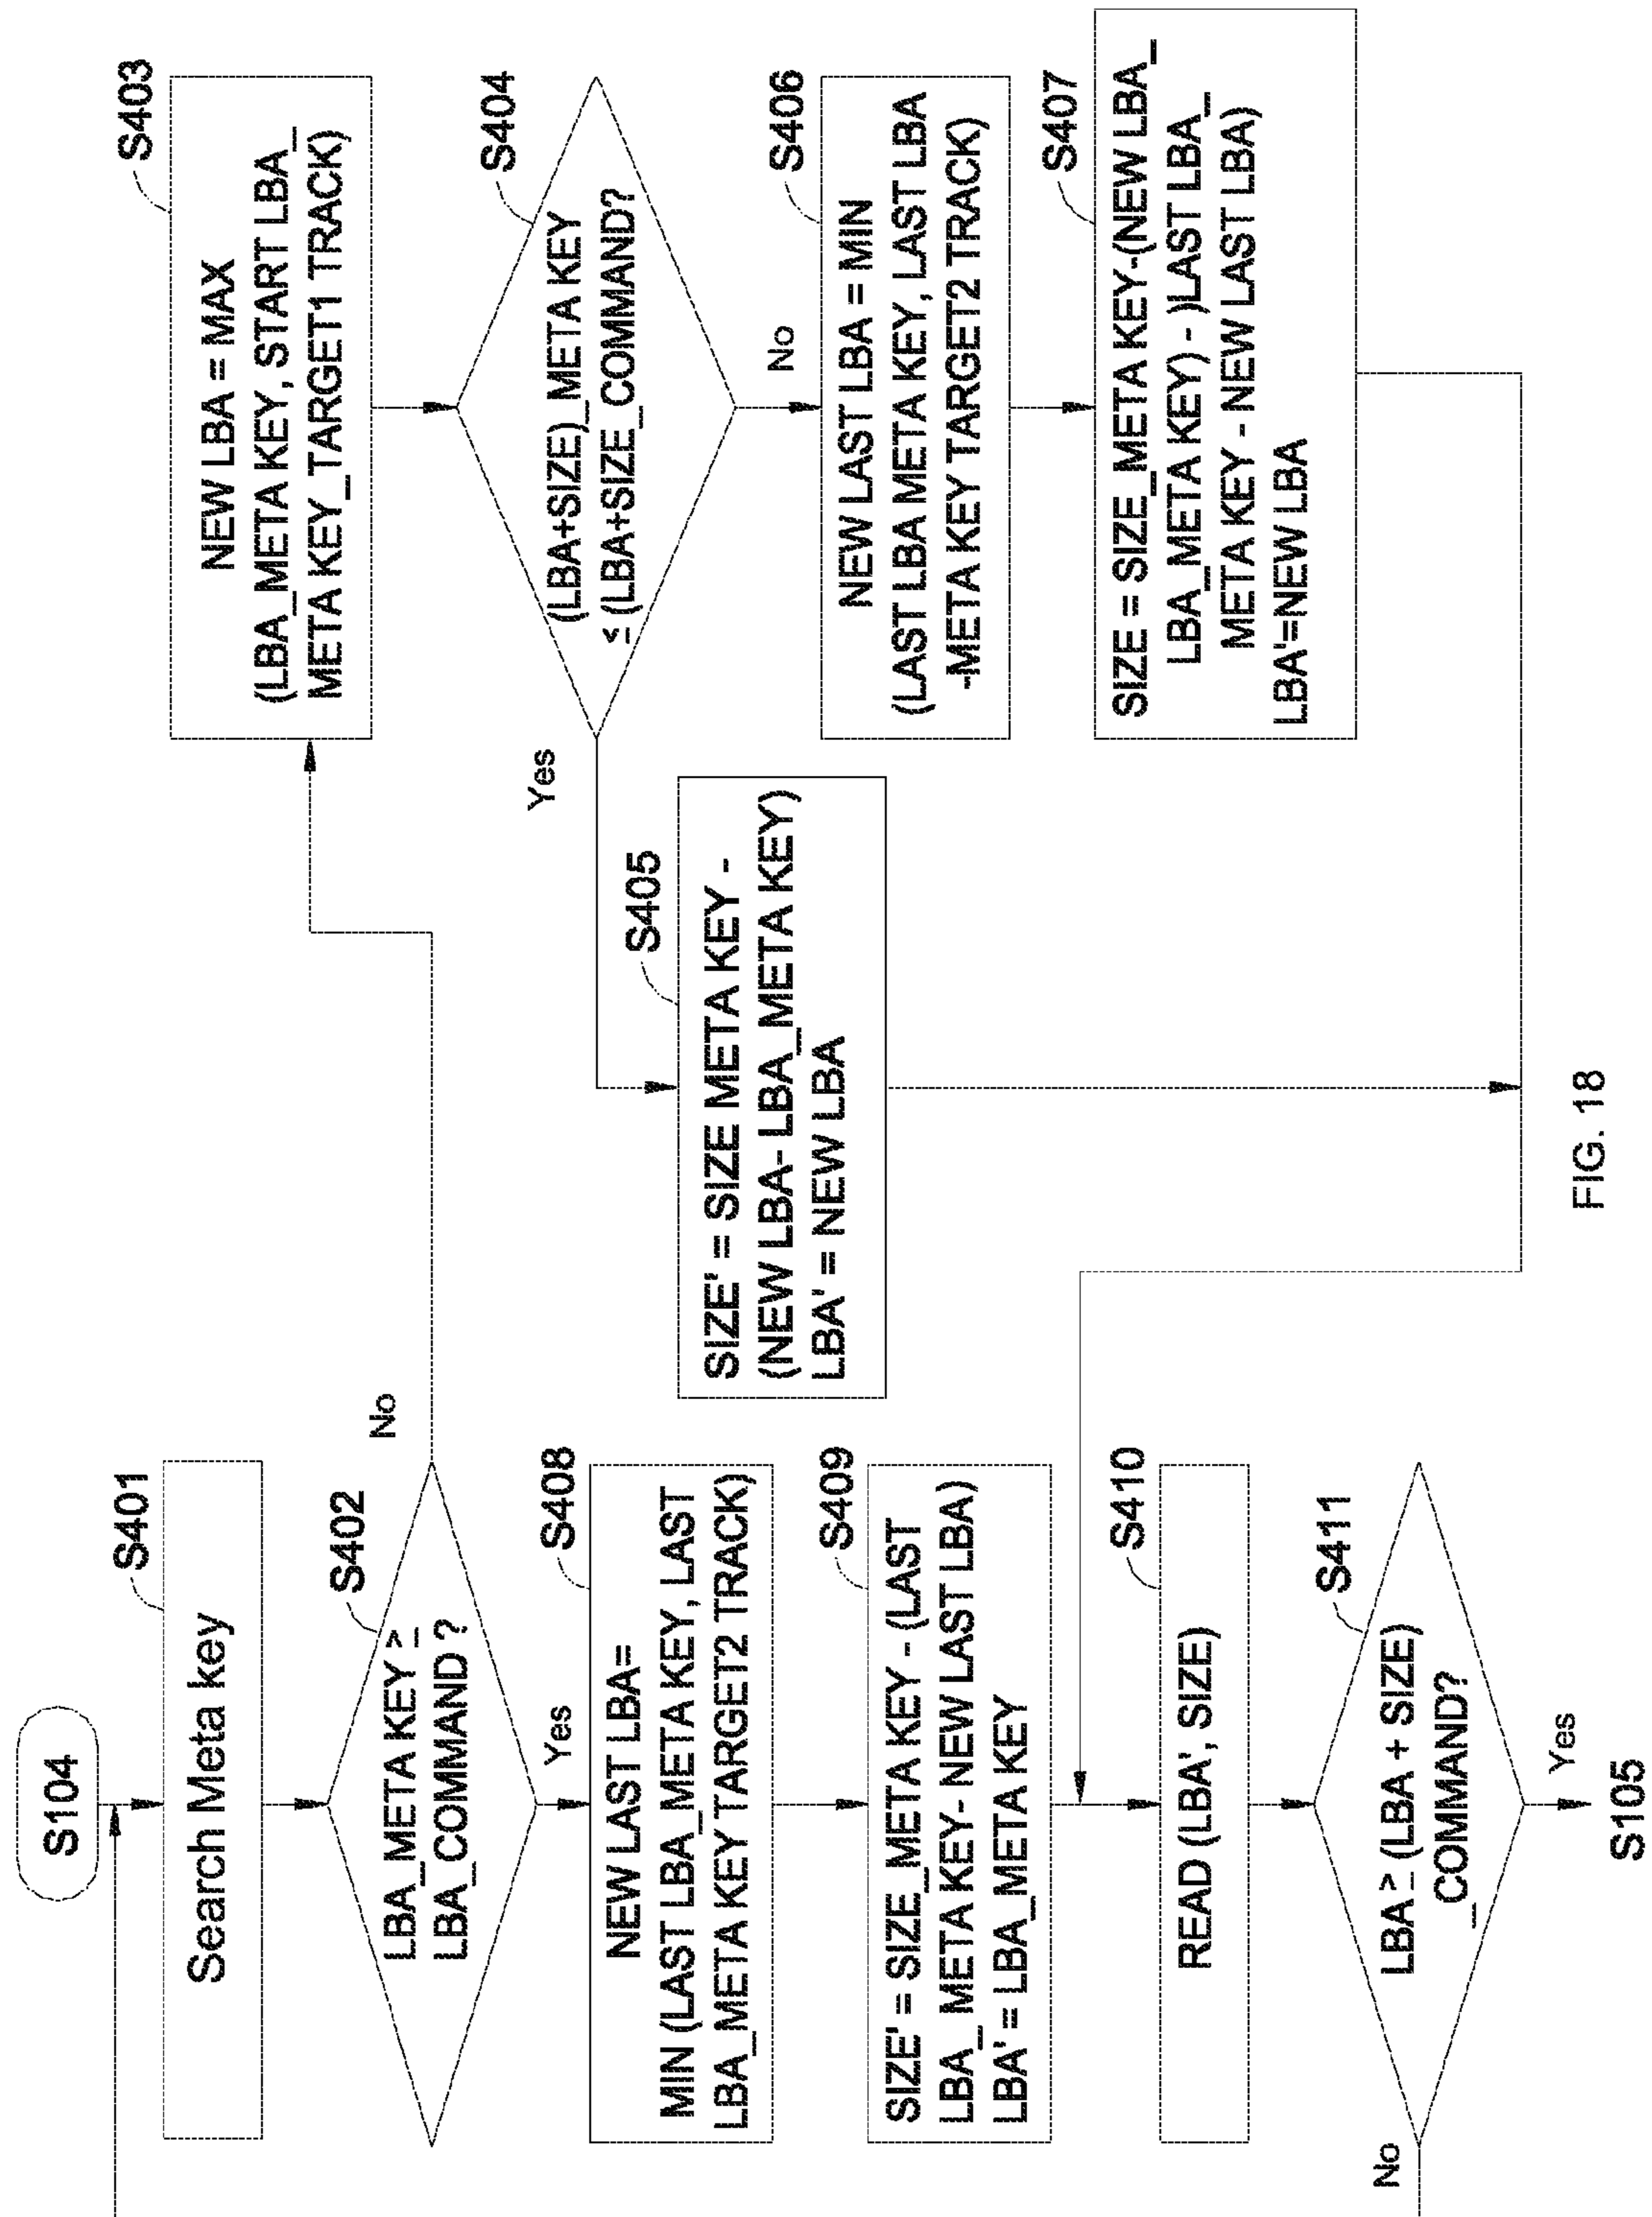 S104
S401
Search Meta key
S402
LBA_META KEY ≥
LBA_COMMAND ?
No
Yes
S403
NEW LBA = MAX
(LBA_META KEY, START LBA_
META KEY_TARGET1 TRACK)
S404
(LBA+SIZE)_META KEY
≤ (LBA+SIZE_COMMAND?
Yes
No
S405
SIZE' = SIZE META KEY -
(NEW LBA- LBA_META KEY)
LBA' = NEW LBA
S406
NEW LAST LBA = MIN
(LAST LBA META KEY, LAST LBA
-META KEY TARGET2 TRACK)
S407
SIZE = SIZE_META KEY-(NEW LBA_
LBA_META KEY) - )LAST LBA_
META KEY - NEW LAST LBA)
LBA'=NEW LBA
S408
NEW LAST LBA=
MIN (LAST LBA_META KEY, LAST
LBA_META KEY TARGET2 TRACK)
S409
SIZE' = SIZE_META KEY - (LAST
LBA_META KEY- NEW LAST LBA)
LBA' = LBA_META KEY
S410
READ (LBA', SIZE)
S411
LBA ≥ (LBA + SIZE)
_COMMAND?
No
Yes
S105
FIG. 18